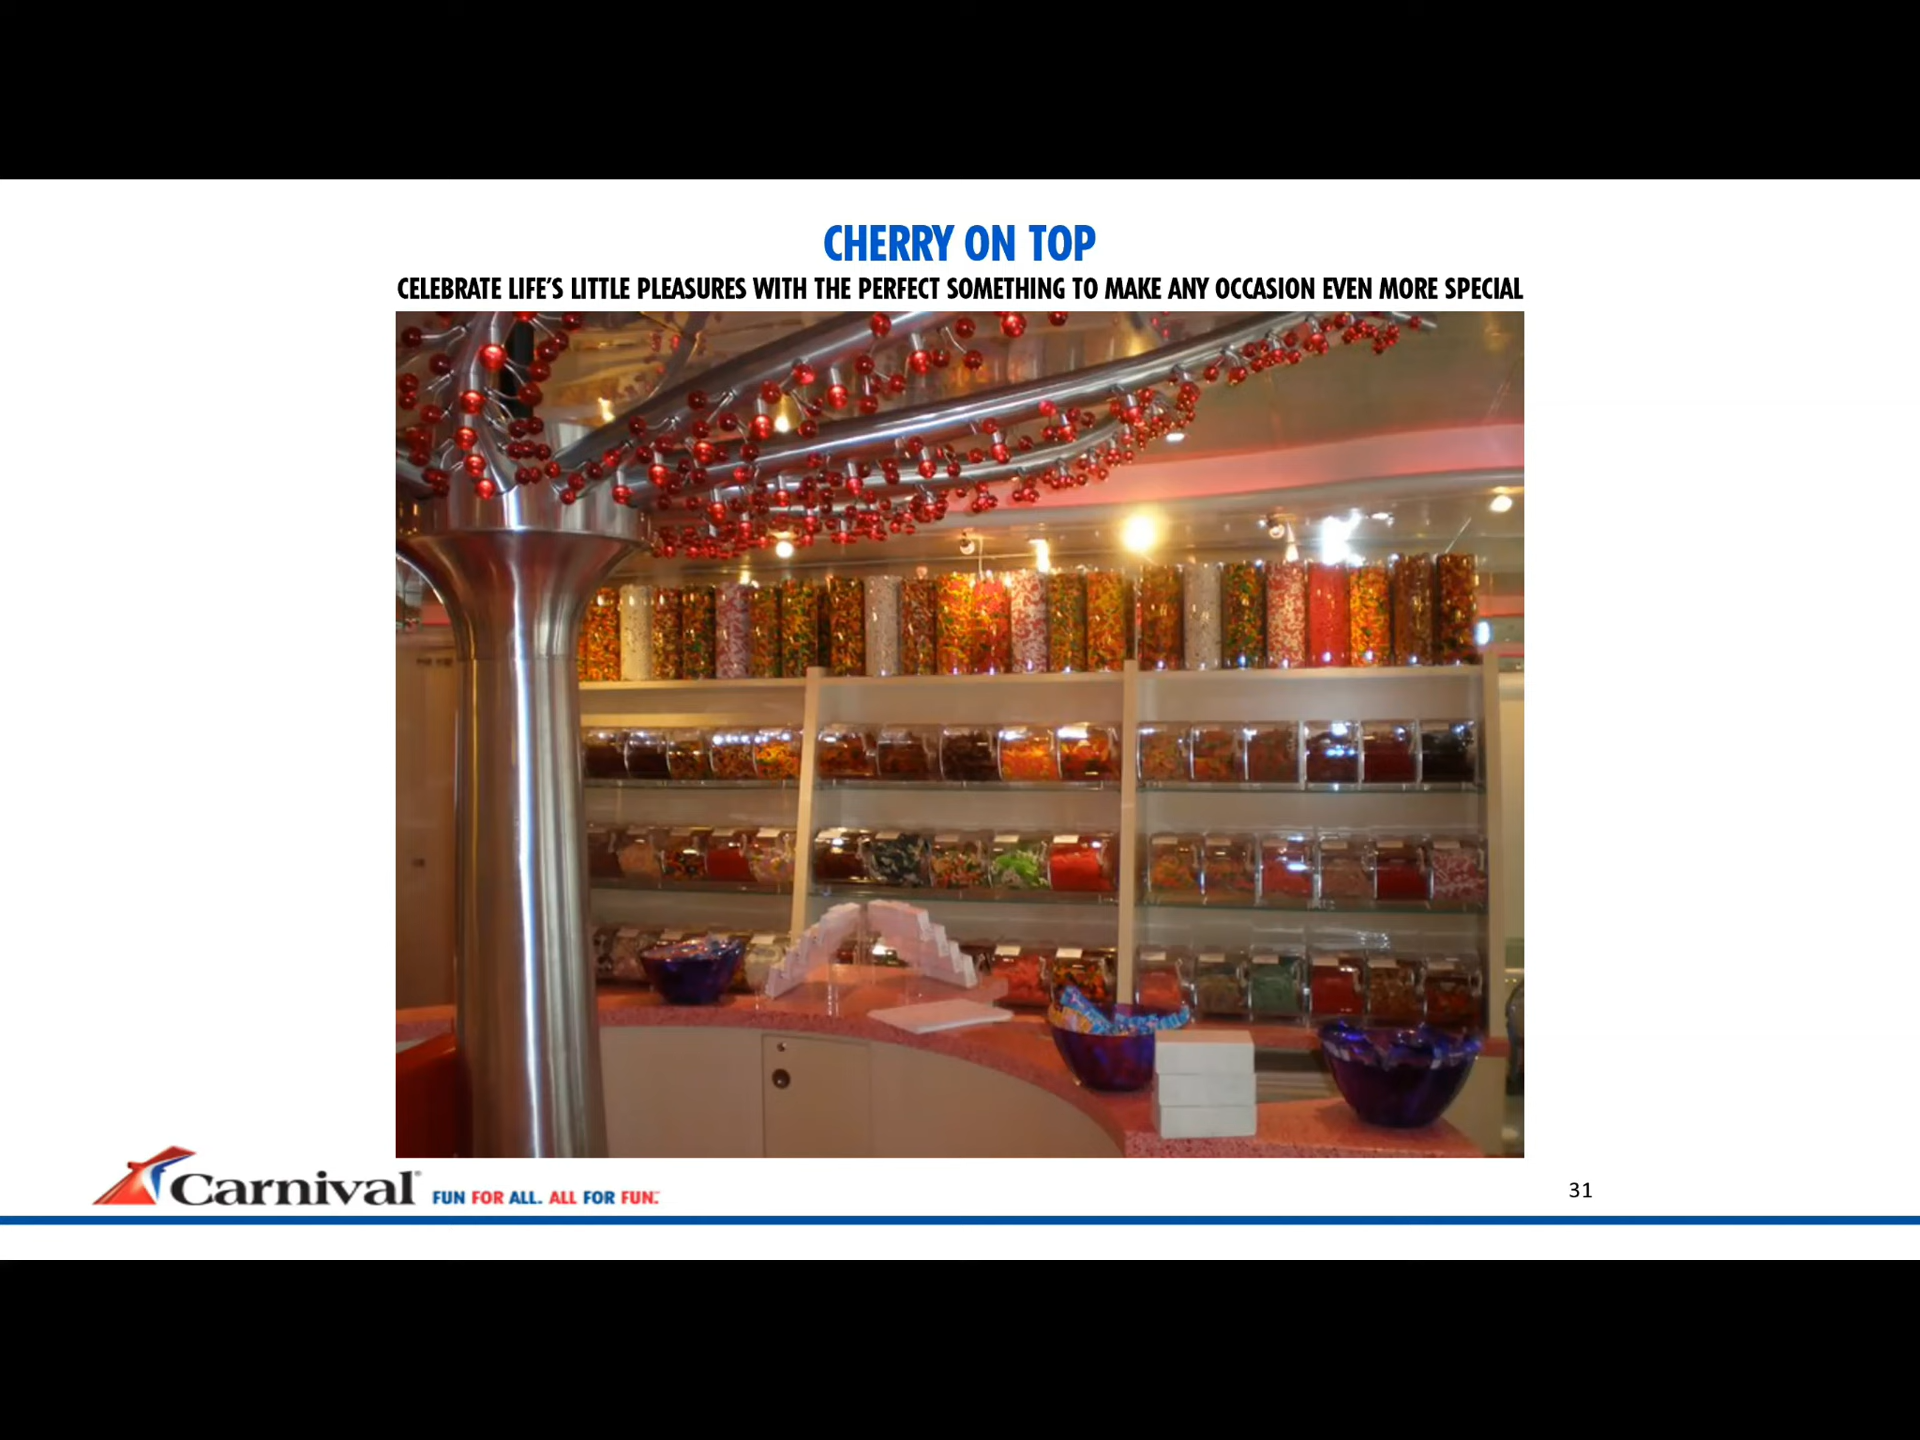 CHERRY ON TOP
CELEBRATE LIFE'S LITTLE PLEASURES WITH THE PERFECT SOMETHING TO MAKE ANY OCCASION EVEN MORE SPECIAL
Carnival® FUN FOR ALL. ALL FOR FUN.™
31